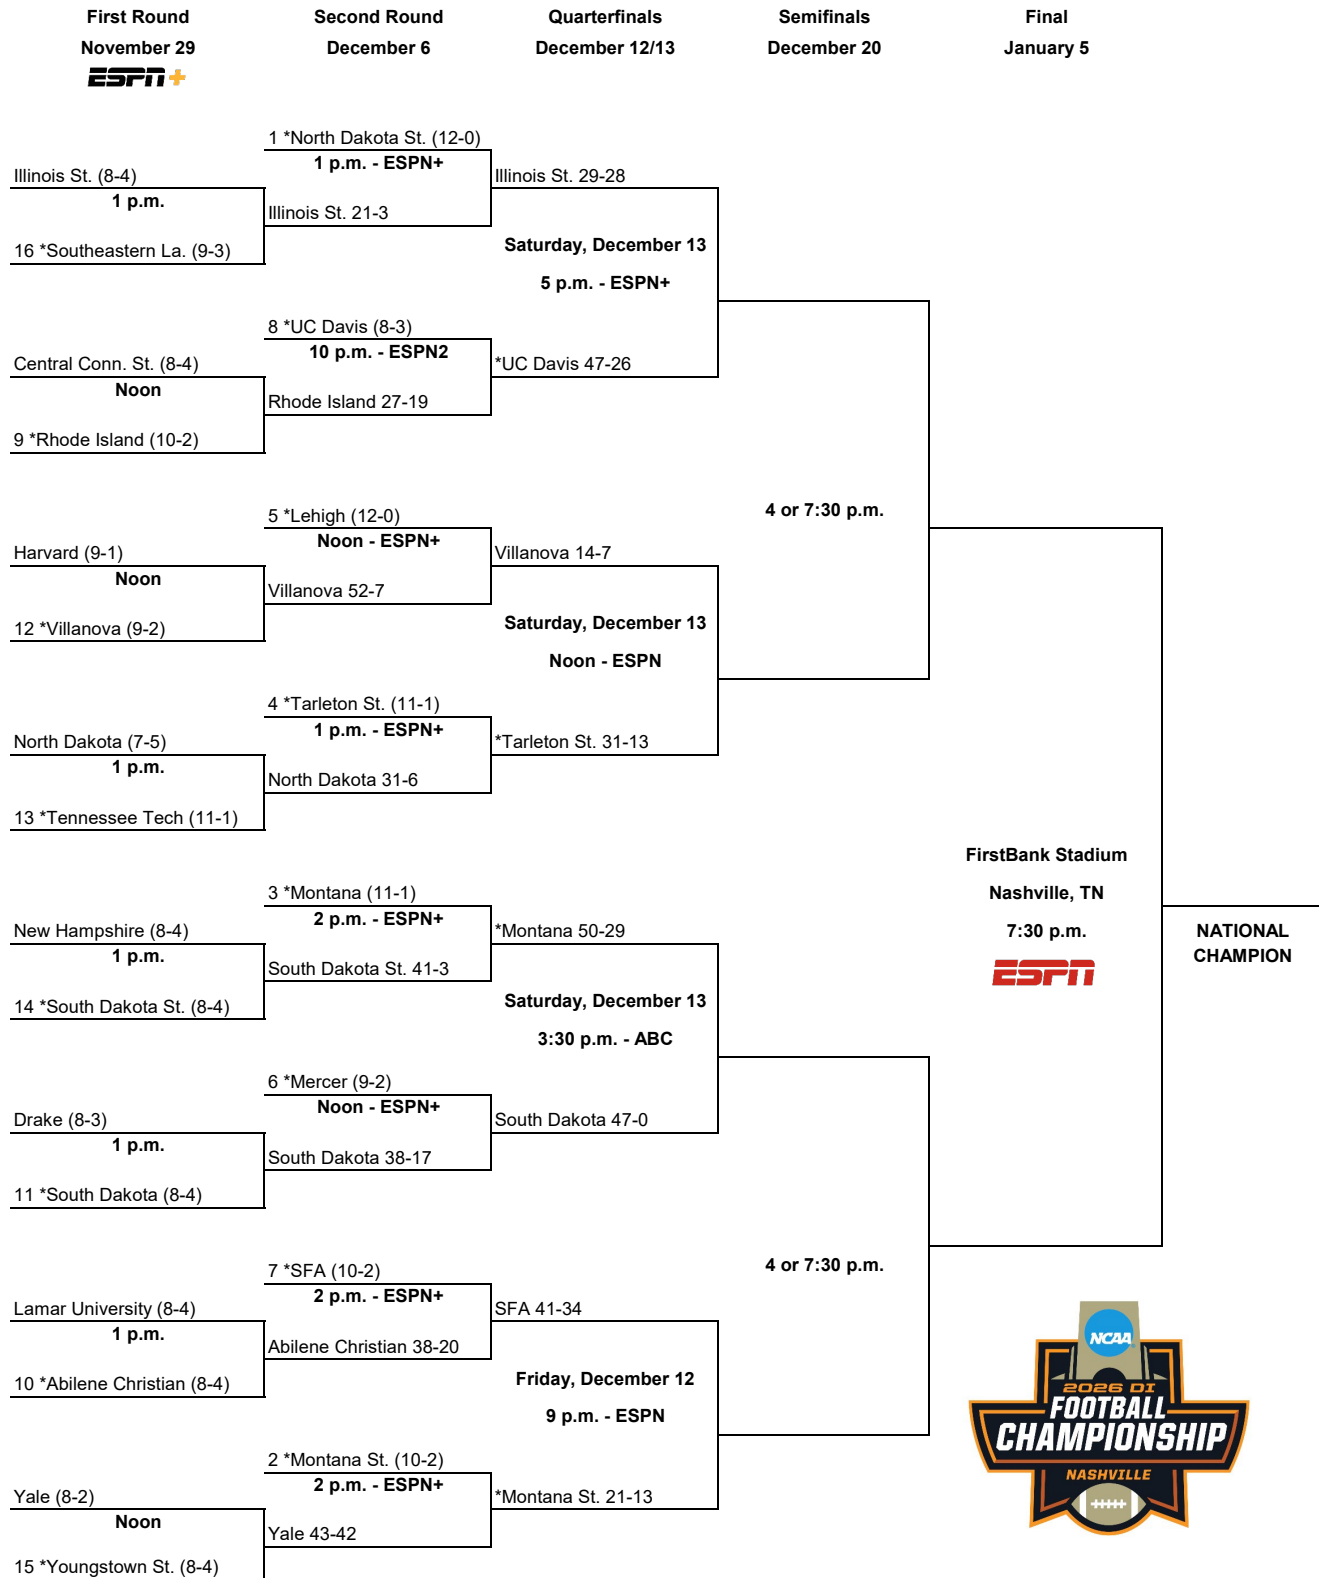 First Round
Second Round
Quarterfinals
Semifinals
Final
November 29
December 6
December 12/13
December 20
January 5
ESPN+
1 *North Dakota St. (12-0)
1 p.m. - ESPN+
Illinois St. (8-4)
Illinois St. 29-28
1 p.m.
Illinois St. 21-3
16 *Southeastern La. (9-3)
Saturday, December 13
5 p.m. - ESPN+
8 *UC Davis (8-3)
10 p.m. - ESPN2
Central Conn. St. (8-4)
*UC Davis 47-26
Noon
Rhode Island 27-19
9 *Rhode Island (10-2)
4 or 7:30 p.m.
5 *Lehigh (12-0)
Noon - ESPN+
Harvard (9-1)
Villanova 14-7
Noon
Villanova 52-7
12 *Villanova (9-2)
Saturday, December 13
Noon - ESPN
4 *Tarleton St. (11-1)
1 p.m. - ESPN+
North Dakota (7-5)
*Tarleton St. 31-13
1 p.m.
North Dakota 31-6
13 *Tennessee Tech (11-1)
FirstBank Stadium
Nashville, TN
7:30 p.m.
ESPN
NATIONAL
CHAMPION
3 *Montana (11-1)
2 p.m. - ESPN+
New Hampshire (8-4)
*Montana 50-29
1 p.m.
South Dakota St. 41-3
14 *South Dakota St. (8-4)
Saturday, December 13
3:30 p.m. - ABC
6 *Mercer (9-2)
Noon - ESPN+
Drake (8-3)
South Dakota 47-0
1 p.m.
South Dakota 38-17
11 *South Dakota (8-4)
4 or 7:30 p.m.
7 *SFA (10-2)
2 p.m. - ESPN+
Lamar University (8-4)
SFA 41-34
1 p.m.
Abilene Christian 38-20
10 *Abilene Christian (8-4)
Friday, December 12
9 p.m. - ESPN
2 *Montana St. (10-2)
2 p.m. - ESPN+
Yale (8-2)
*Montana St. 21-13
Noon
Yale 43-42
15 *Youngstown St. (8-4)
NCAA
2026 DI
FOOTBALL
CHAMPIONSHIP
NASHVILLE